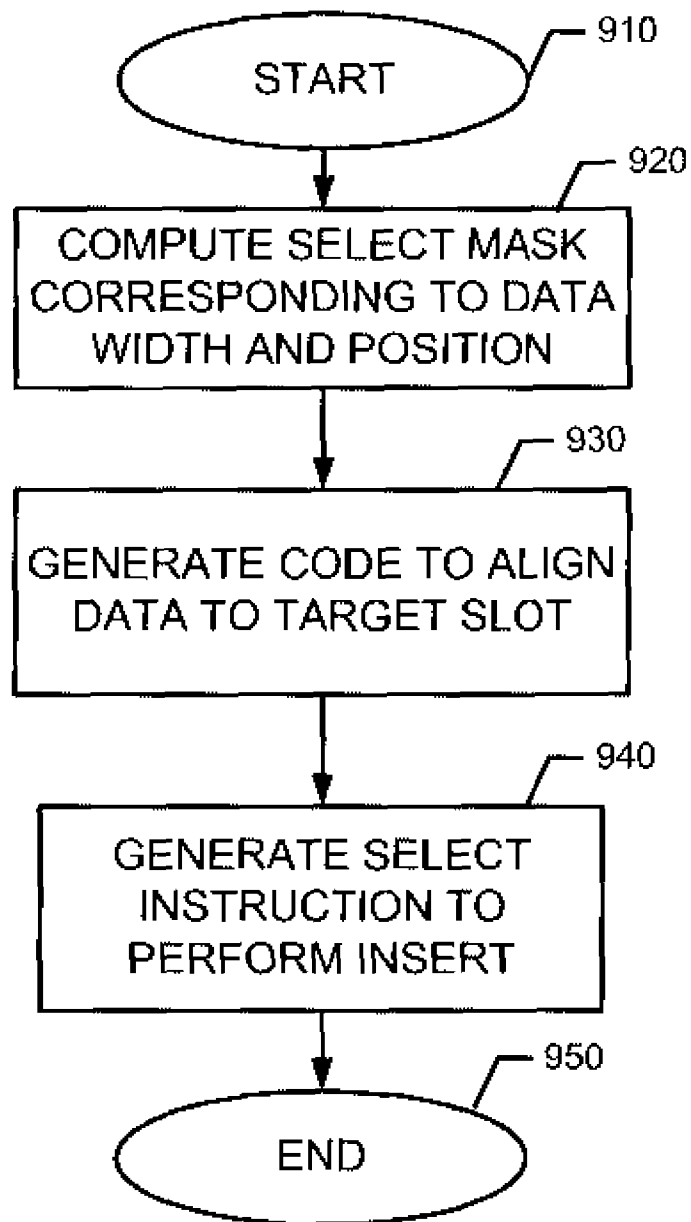 START
910
920
COMPUTE SELECT MASK
CORRESPONDING TO DATA
WIDTH AND POSITION
930
GENERATE CODE TO ALIGN
DATA TO TARGET SLOT
940
GENERATE SELECT
INSTRUCTION TO
PERFORM INSERT
950
END